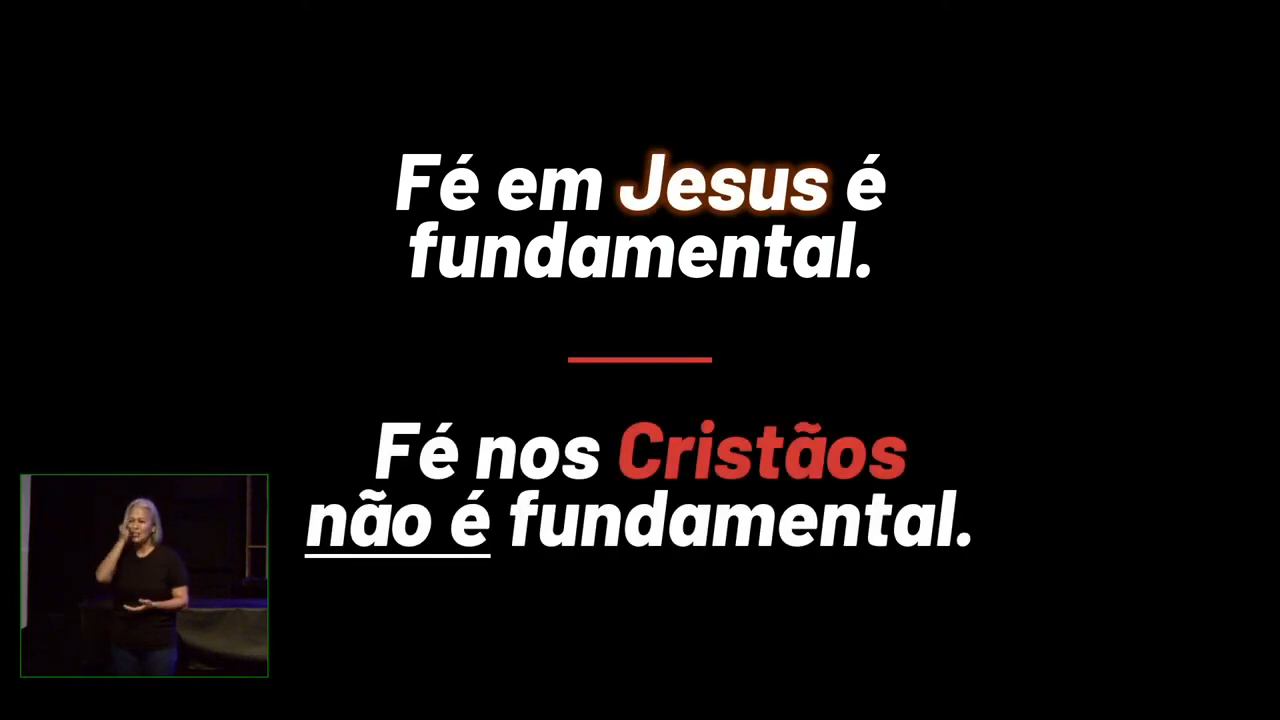 Fé em Jesus é
fundamental.
Fé nos Cristãos
não é fundamental.